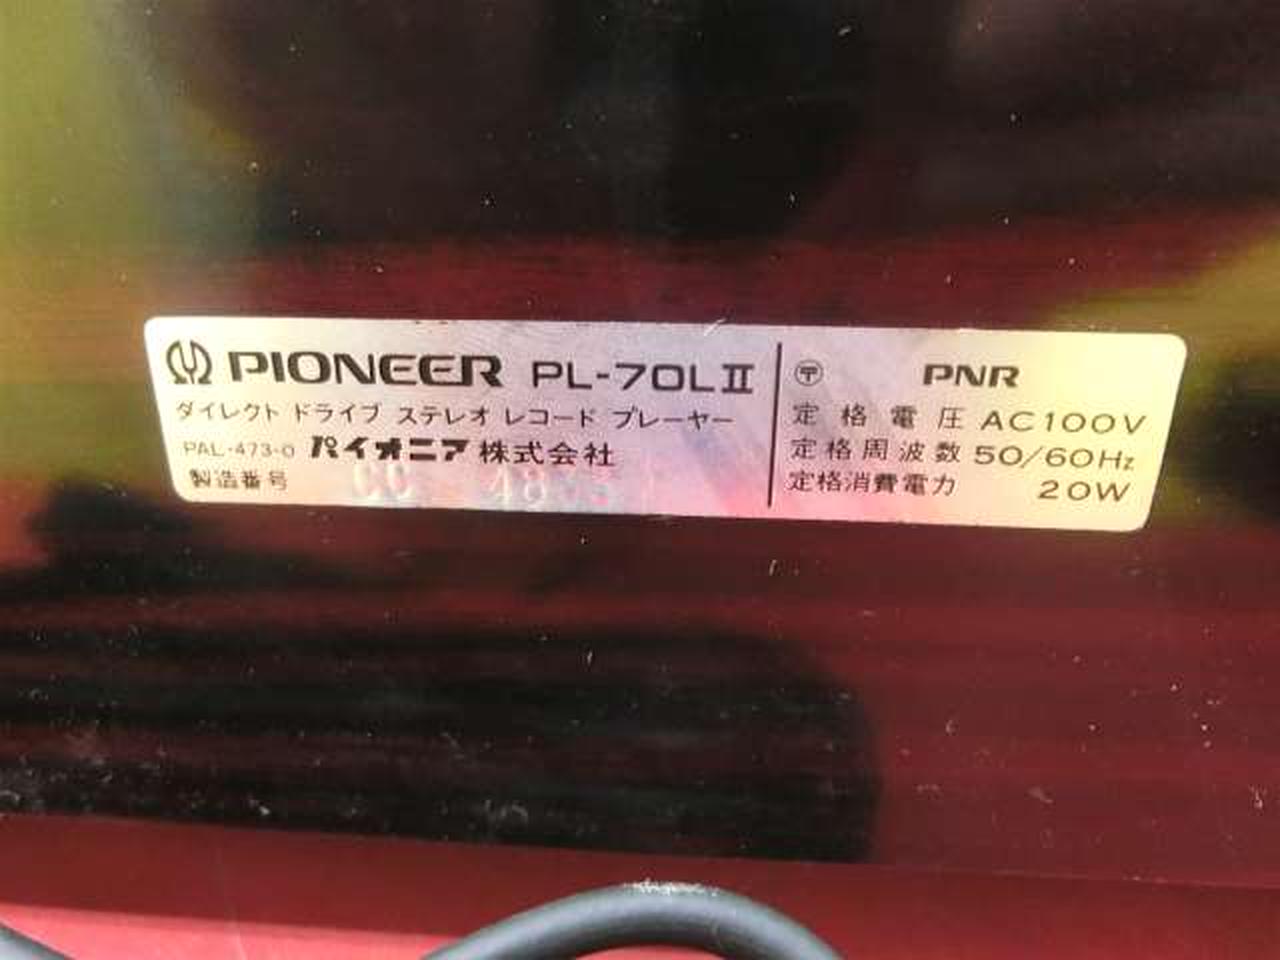 PIONEER PL-70LⅡ
ダイレクト ドライブ ステレオ レコード プレーヤー
PAL-473-0 パイオニア株式会社
製造番号 CC
〒 PNR
定格電圧 AC100V
定格周波数 50/60Hz
定格消費電力 20W